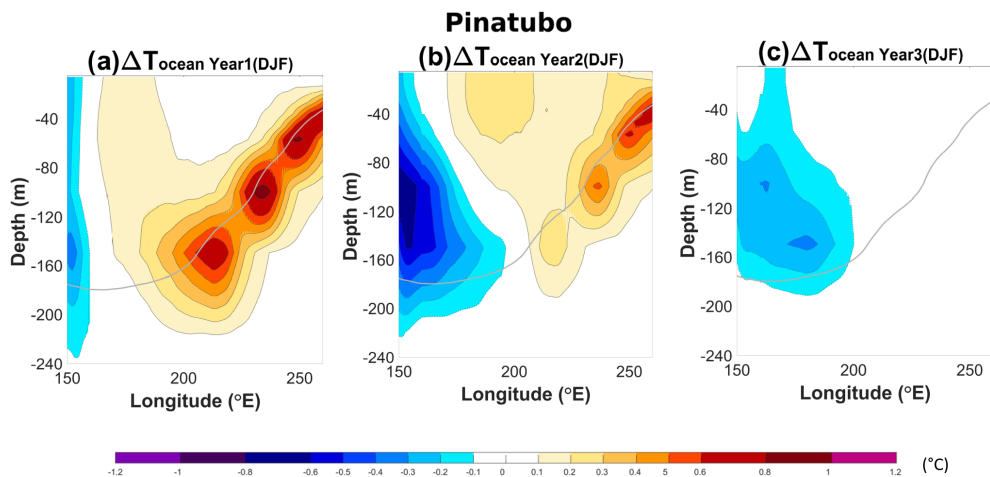 Pinatubo
(a)ΔTocean Year1(DJF)
(b)ΔTocean Year2(DJF)
(c)ΔTocean Year3(DJF)
Depth (m)
-40
-80
-120
-160
-200
-240
150
200
250
Longitude (°E)
Depth (m)
-40
-80
-120
-160
-200
-240
150
200
250
Longitude (°E)
Depth (m)
-40
-80
-120
-160
-200
-240
150
200
250
Longitude (°E)
-1.2 -1 -0.8 -0.6 -0.5 -0.4 -0.3 -0.2 -0.1 0 0.1 0.2 0.3 0.4 5 0.6 0.8 1 1.2
(°C)